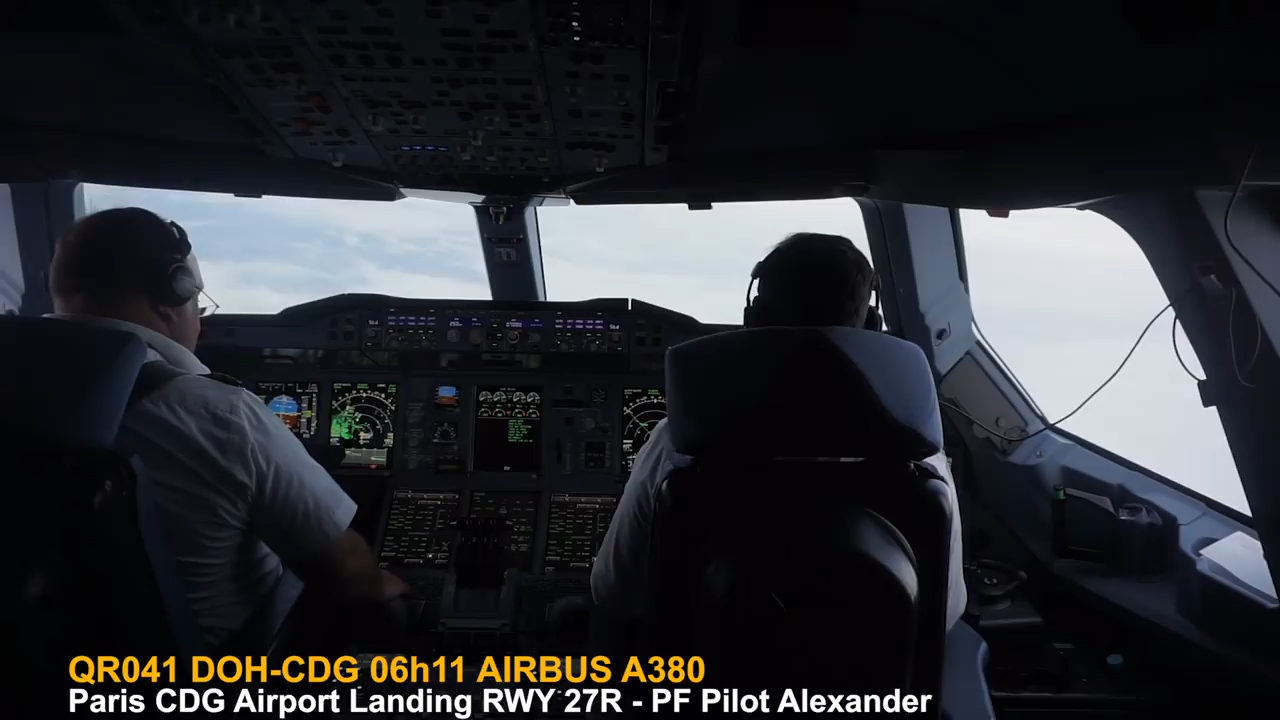 QR041 DOH-CDG 06h11 AIRBUS A380
Paris CDG Airport Landing RWY 27R - PF Pilot Alexander